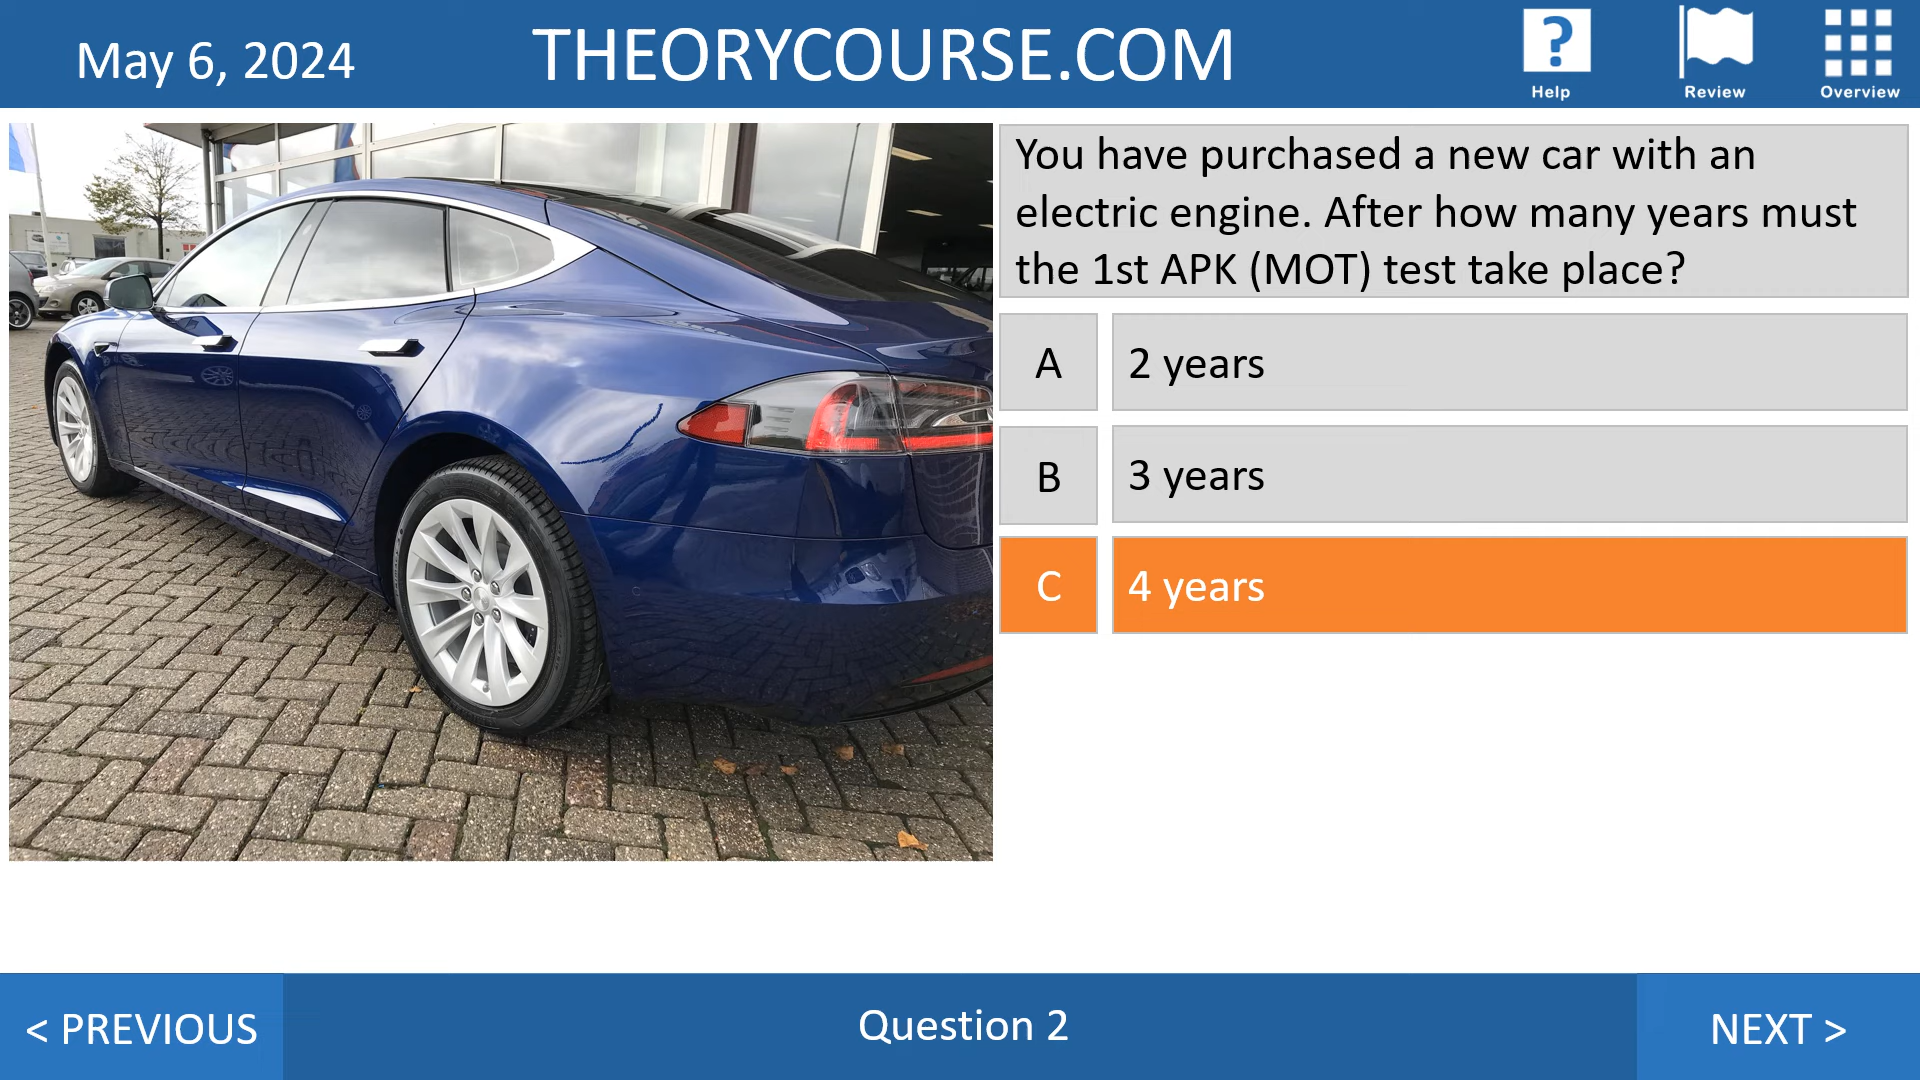 May 6, 2024
THEORYCOURSE.COM
?
Help
Review
Overview
You have purchased a new car with an
electric engine. After how many years must
the 1st APK (MOT) test take place?
A
2 years
B
3 years
C
4 years
< PREVIOUS
Question 2
NEXT >